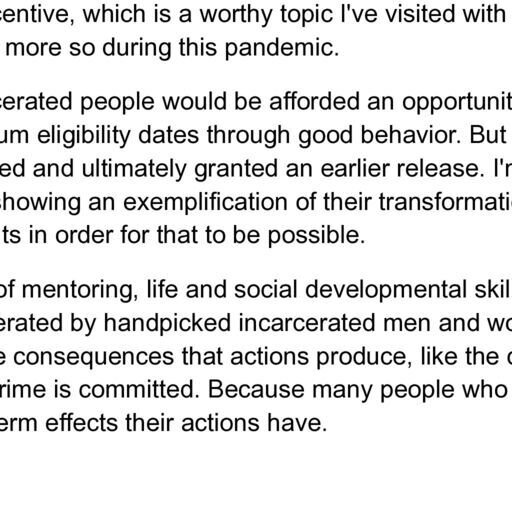 centive, which is a worthy topic I've visited with
more so during this pandemic.
cerated people would be afforded an opportunit
um eligibility dates through good behavior. But
ed and ultimately granted an earlier release. I'
showing an exemplification of their transformati
ts in order for that to be possible.
of mentoring, life and social developmental skil
erated by handpicked incarcerated men and wo
e consequences that actions produce, like the
rime is committed. Because many people who
erm effects their actions have.